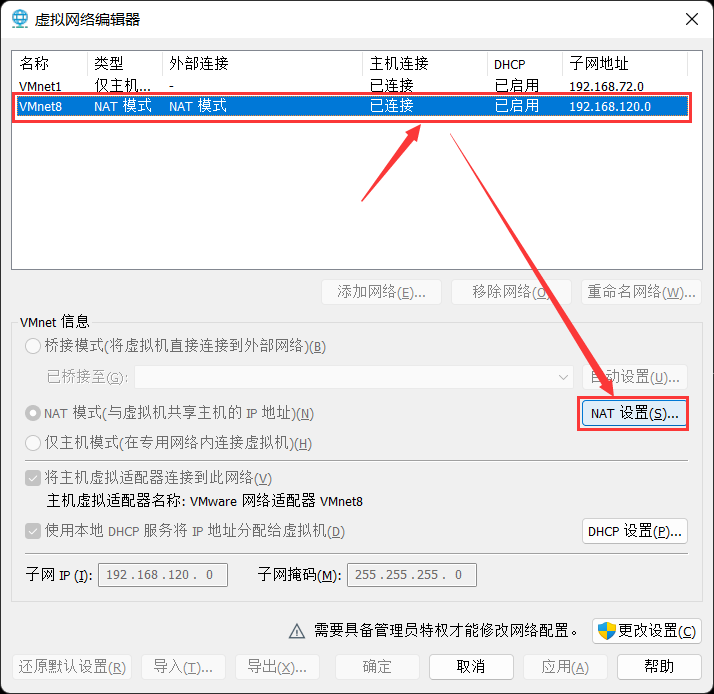 虚拟网络编辑器
名称 类型 外部连接 主机连接 DHCP 子网地址
VMnet1 仅主机... - 已连接 已启用 192.168.72.0
VMnet8 NAT 模式 NAT 模式 已连接 已启用 192.168.120.0
添加网络(E)... 移除网络(O) 重命名网络(W)...
VMnet 信息
桥接模式(将虚拟机直接连接到外部网络)(B)
已桥接至(G): 自动设置(U)...
NAT 模式(与虚拟机共享主机的 IP 地址)(N) NAT 设置(S)...
仅主机模式(在专用网络内连接虚拟机)(H)
将主机虚拟适配器连接到此网络(V)
主机虚拟适配器名称: VMware 网络适配器 VMnet8
使用本地 DHCP 服务将 IP 地址分配给虚拟机(D) DHCP 设置(P)...
子网 IP (I): 192 . 168 . 120 . 0 子网掩码(M): 255 . 255 . 255 . 0
需要具备管理员特权才能修改网络配置。 更改设置(C)
还原默认设置(R) 导入(T)... 导出(X)... 确定 取消 应用(A) 帮助